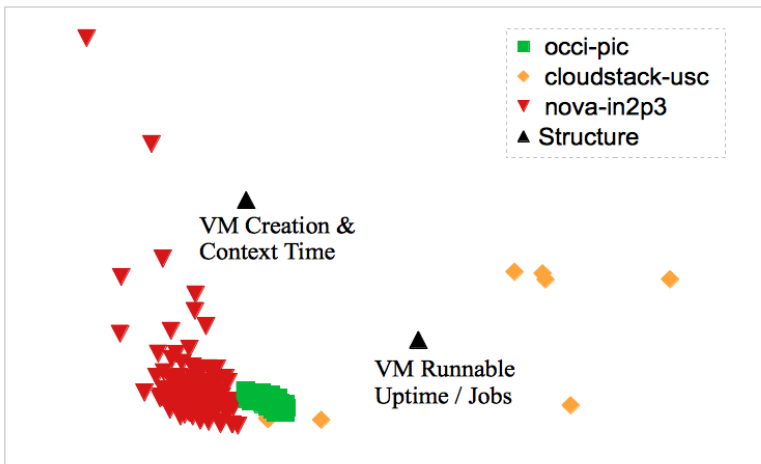 occi-pic
cloudstack-usc
nova-in2p3
Structure
VM Creation &
Context Time
VM Runnable
Uptime / Jobs